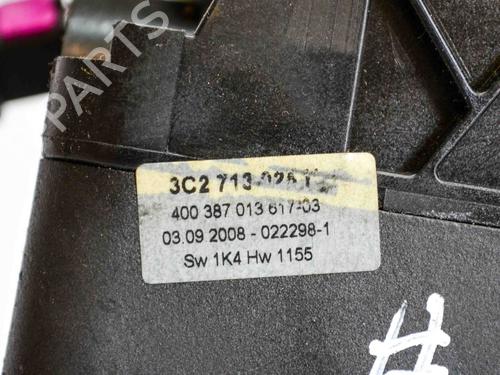 PARTS
3C2 713
400 387 013 617-03
03.09 2008 - 022298-1
Sw 1K4 Hw 1155
#